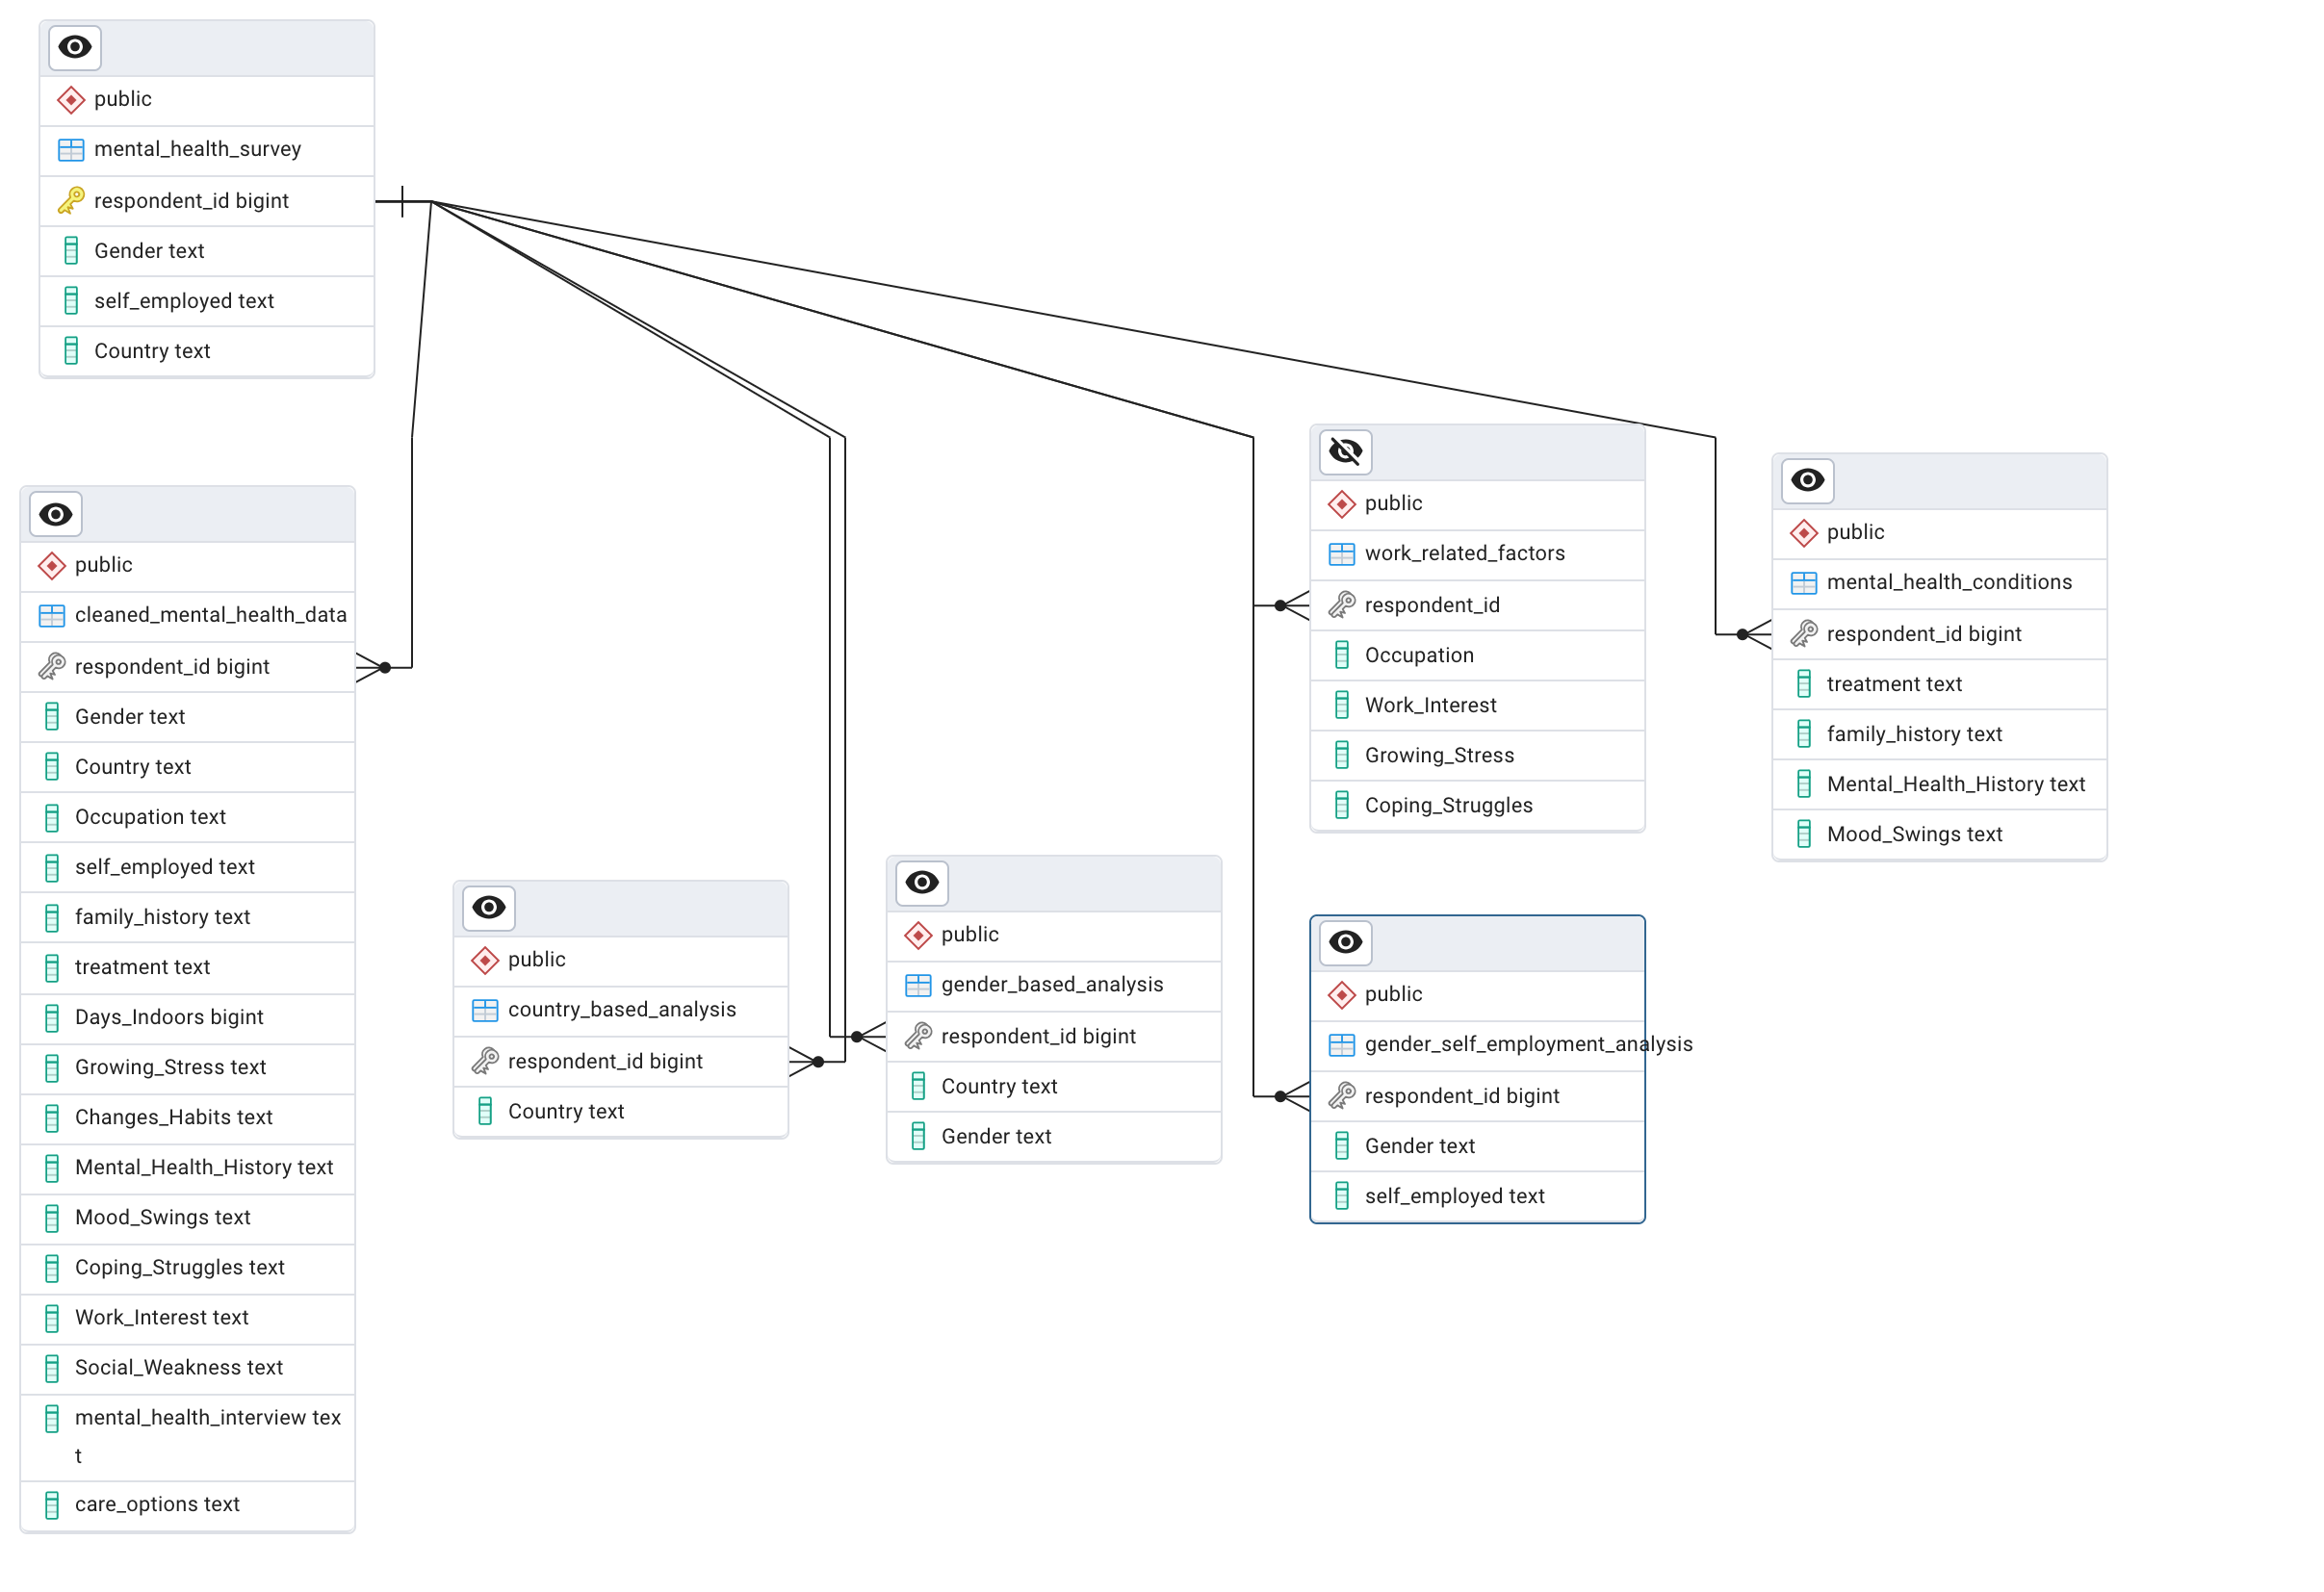 public
mental_health_survey
respondent_id bigint
Gender text
self_employed text
Country text
public
cleaned_mental_health_data
respondent_id bigint
Gender text
Country text
Occupation text
self_employed text
family_history text
treatment text
Days_Indoors bigint
Growing_Stress text
Changes_Habits text
Mental_Health_History text
Mood_Swings text
Coping_Struggles text
Work_Interest text
Social_Weakness text
mental_health_interview tex
t
care_options text
public
country_based_analysis
respondent_id bigint
Country text
public
gender_based_analysis
respondent_id bigint
Country text
Gender text
public
work_related_factors
respondent_id
Occupation
Work_Interest
Growing_Stress
Coping_Struggles
public
gender_self_employment_analysis
respondent_id bigint
Gender text
self_employed text
public
mental_health_conditions
respondent_id bigint
treatment text
family_history text
Mental_Health_History text
Mood_Swings text